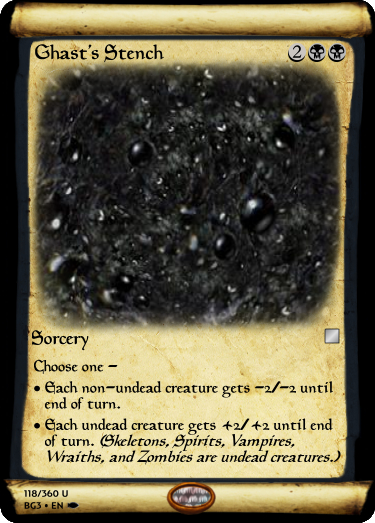 Ghast's Stench 2
Sorcery
Choose one –
• Each non-undead creature gets -2/-2 until
end of turn.
• Each undead creature gets +2/+2 until end
of turn. (Skeletons, Spirits, Vampires,
Wraiths, and Zombies are undead creatures.)
118/360 U
BG3 • EN